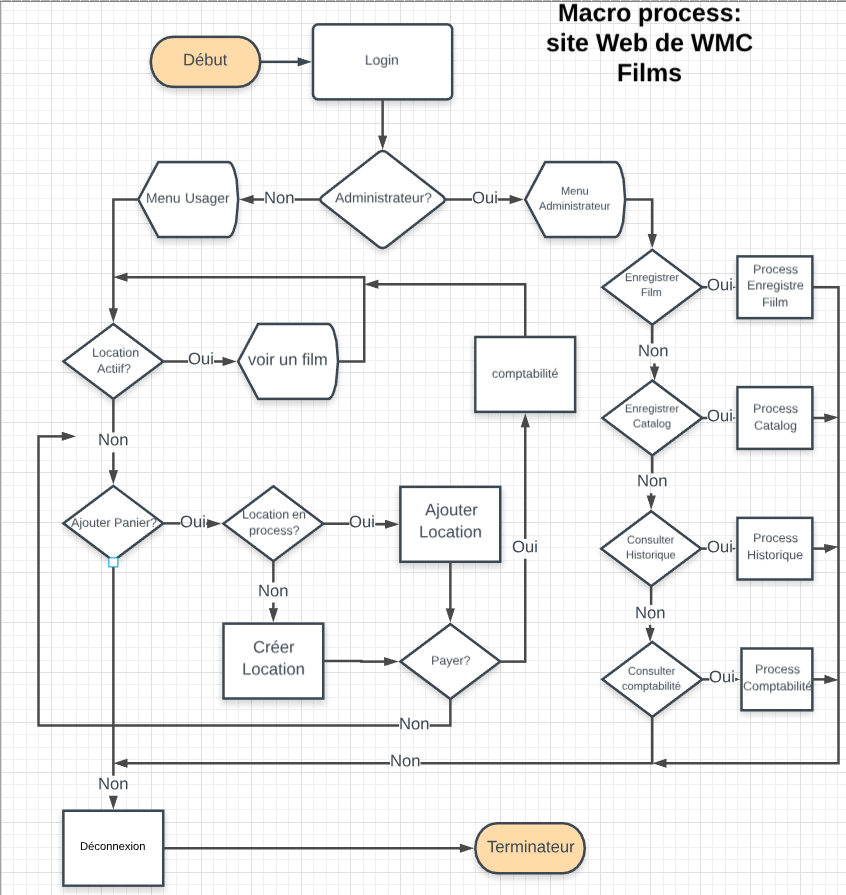 Macro process:
site Web de WMC
Films
Début
Login
Menu Usager
Non
Administrateur?
Oui
Menu
Administrateur
Enregistrer
Film
Oui
Process
Enregistre
Fiilm
Non
Location
Actiif?
Oui
voir un film
comptabilité
Enregistrer
Catalog
Oui
Process
Catalog
Non
Non
Ajouter Panier?
Oui
Location en
process?
Oui
Ajouter
Location
Oui
Consulter
Historique
Oui
Process
Historique
Non
Non
Créer
Location
Payer?
Consulter
comptabilité
Oui
Process
Comptabilité
Non
Non
Non
Déconnexion
Terminateur